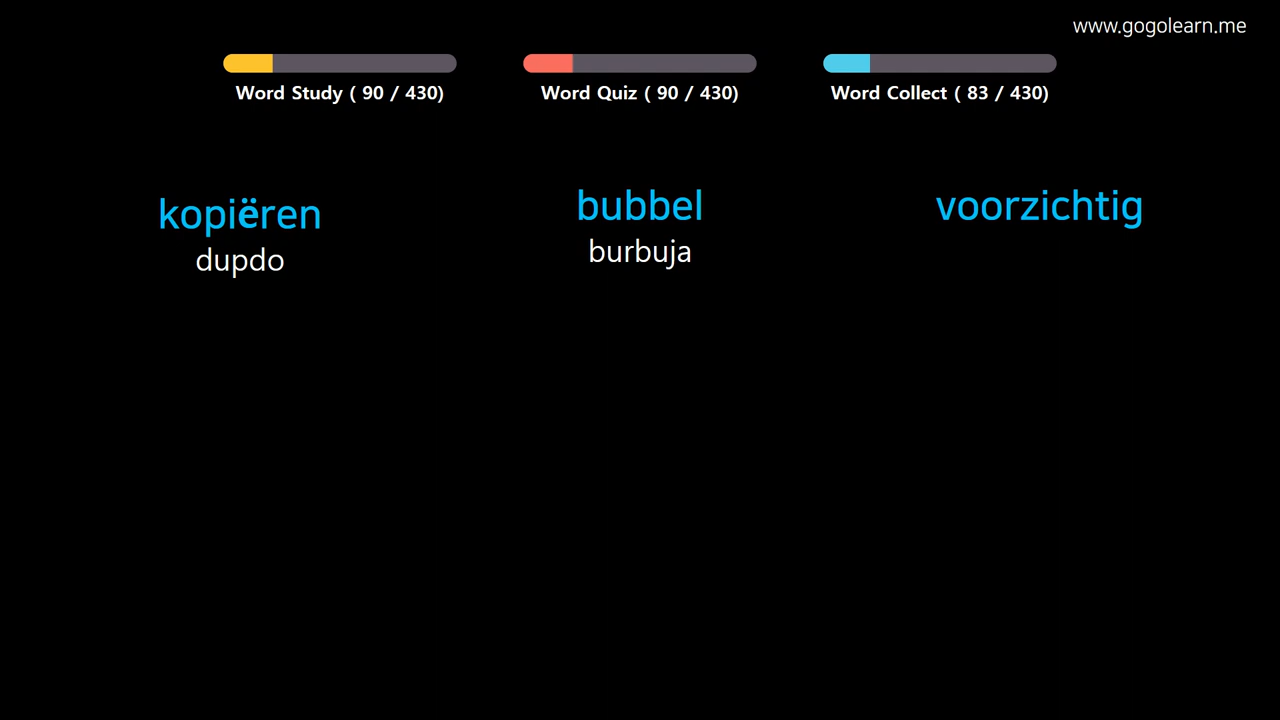 www.gogolearn.me
Word Study ( 90 / 430)
Word Quiz ( 90 / 430)
Word Collect ( 83 / 430)
kopiëren
dupdo
bubbel
burbuja
voorzichtig